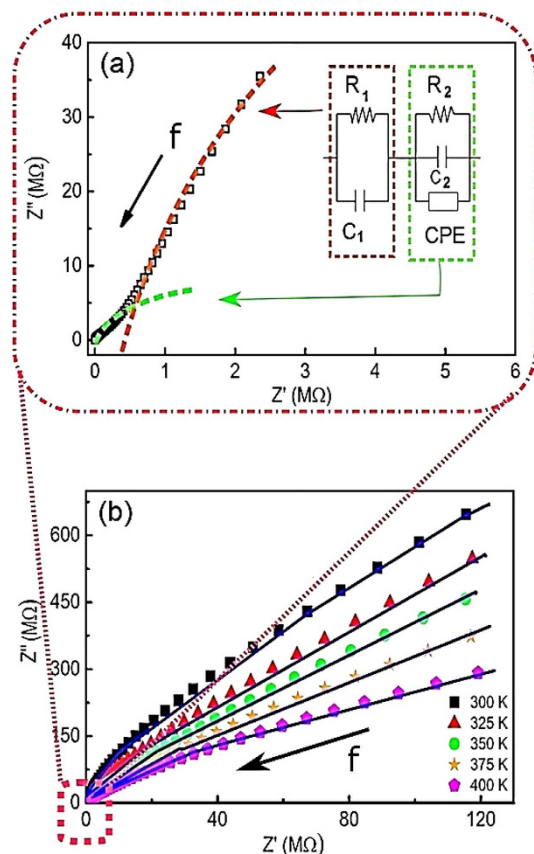 (a)
40
30
20
10
0
Z" (MΩ)
f
R1
C1
R2
C2
CPE
0 1 2 3 4 5 6
Z' (MΩ)
(b)
600
450
300
150
0
Z" (MΩ)
300 K
325 K
350 K
375 K
400 K
f
0 40 80 120
Z' (MΩ)